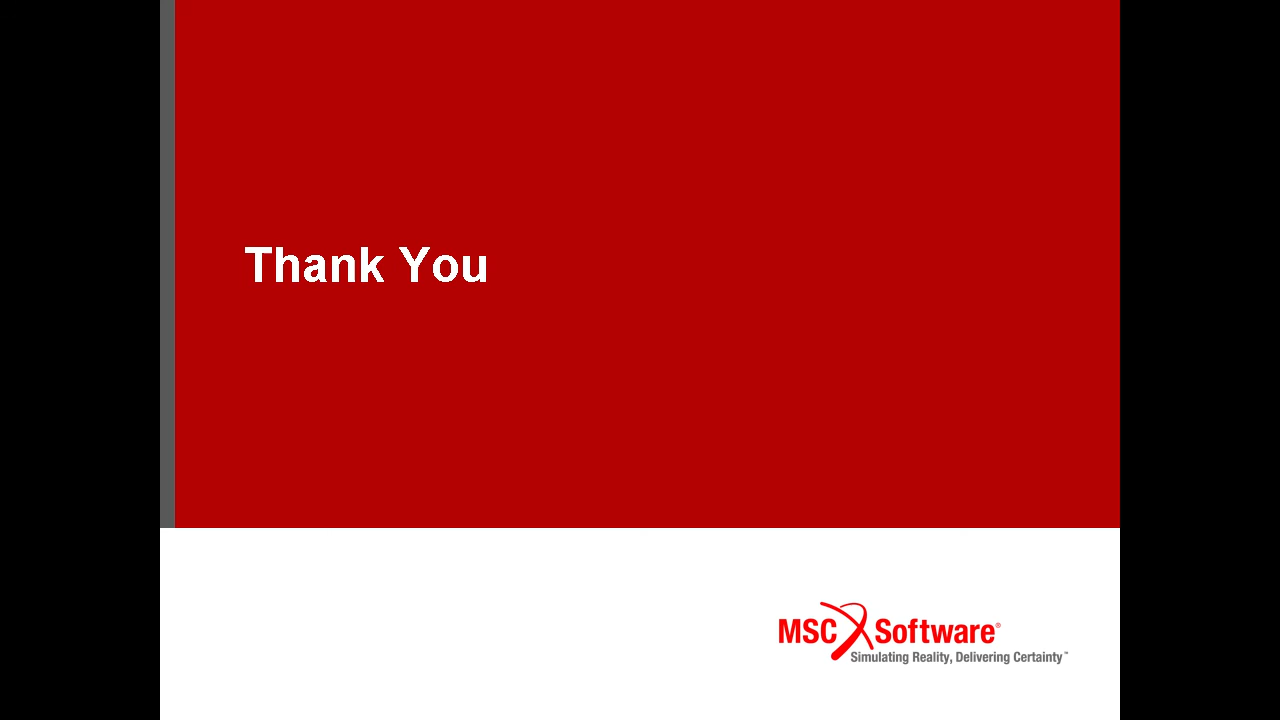 Thank You
MSC Software®
Simulating Reality, Delivering Certainty™